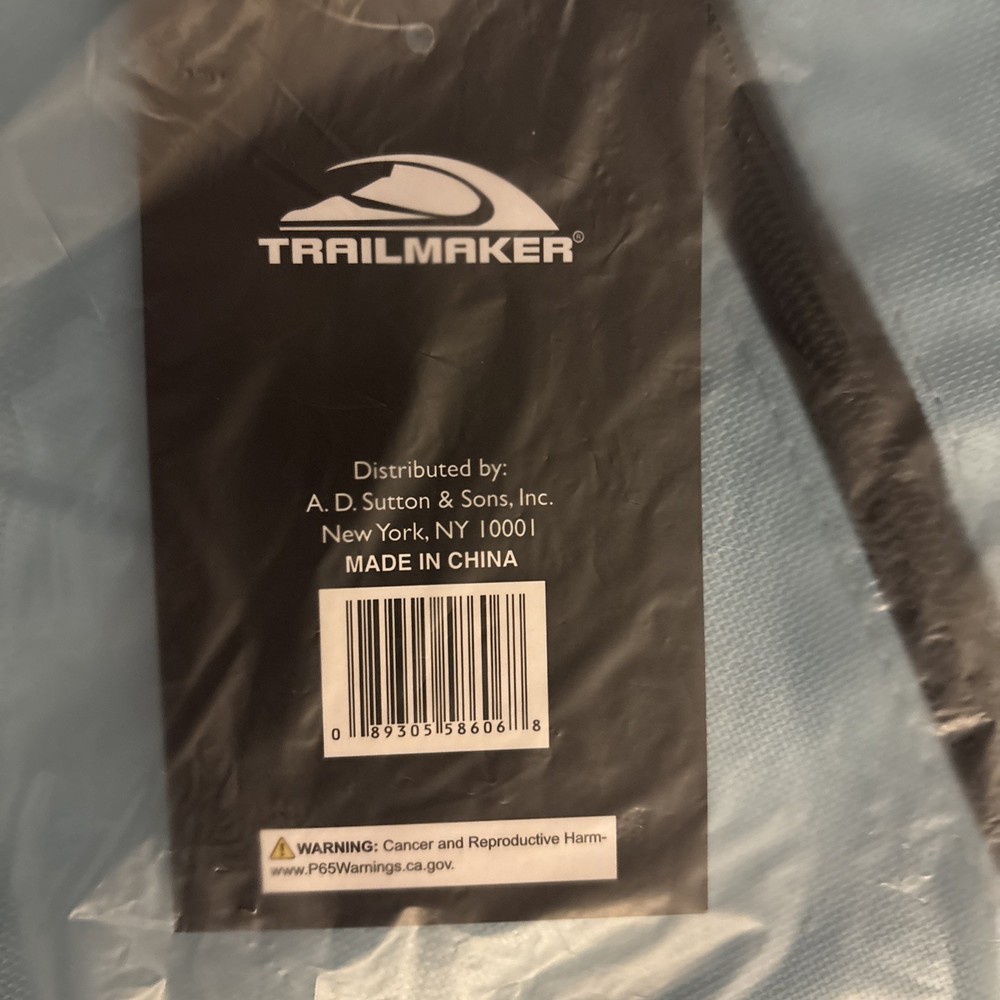 TRAILMAKER®
Distributed by:
A. D. Sutton & Sons, Inc.
New York, NY 10001
MADE IN CHINA
0 89305 58606 8
WARNING: Cancer and Reproductive Harm-
www.P65Warnings.ca.gov.